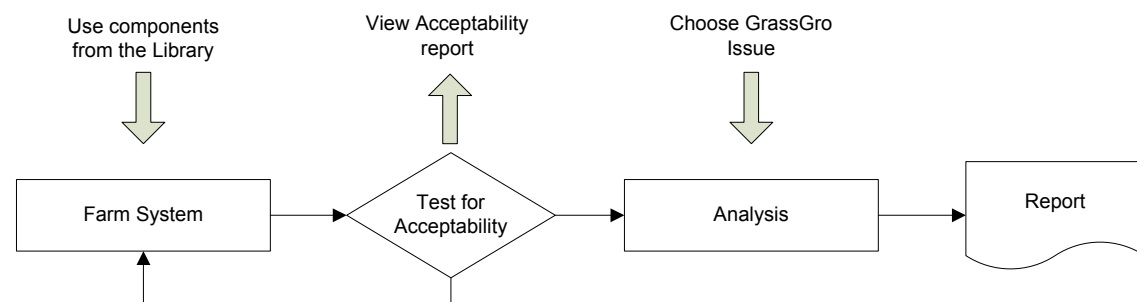 Use components
from the Library
View Acceptability
report
Choose GrassGro
Issue
Farm System
Test for
Acceptability
Analysis
Report